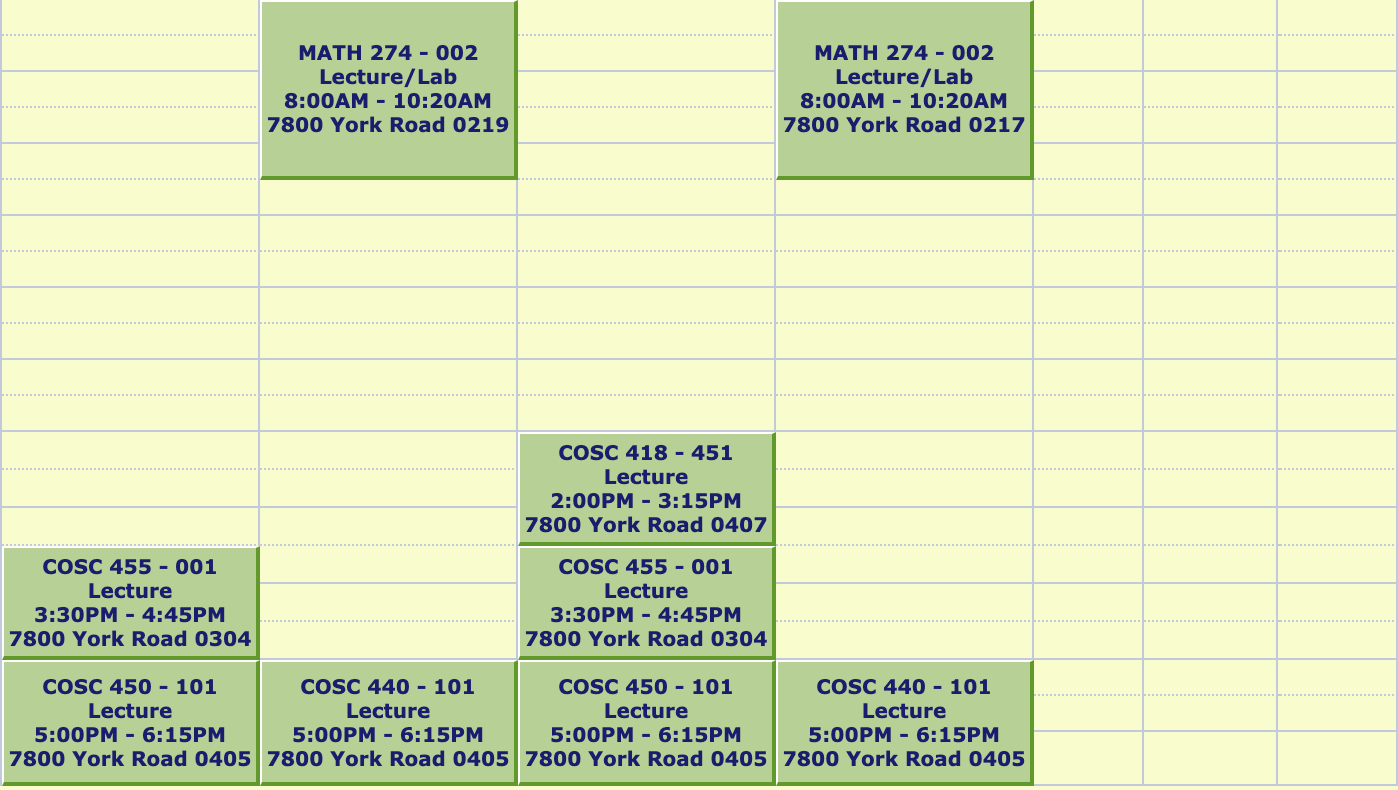 MATH 274 - 002
Lecture/Lab
8:00AM - 10:20AM
7800 York Road 0219
MATH 274 - 002
Lecture/Lab
8:00AM - 10:20AM
7800 York Road 0217
COSC 418 - 451
Lecture
2:00PM - 3:15PM
7800 York Road 0407
COSC 455 - 001
Lecture
3:30PM - 4:45PM
7800 York Road 0304
COSC 455 - 001
Lecture
3:30PM - 4:45PM
7800 York Road 0304
COSC 450 - 101
Lecture
5:00PM - 6:15PM
7800 York Road 0405
COSC 440 - 101
Lecture
5:00PM - 6:15PM
7800 York Road 0405
COSC 450 - 101
Lecture
5:00PM - 6:15PM
7800 York Road 0405
COSC 440 - 101
Lecture
5:00PM - 6:15PM
7800 York Road 0405